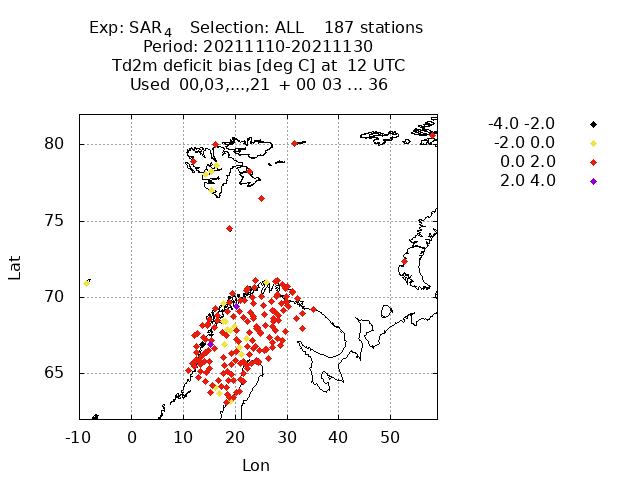 Exp: SAR4 Selection: ALL 187 stations
Period: 20211110-20211130
Td2m deficit bias [deg C] at 12 UTC
Used 00,03,...,21 + 00 03 ... 36
-4.0 -2.0
-2.0 0.0
0.0 2.0
2.0 4.0
80
75
70
65
Lat
-10 0 10 20 30 40 50
Lon